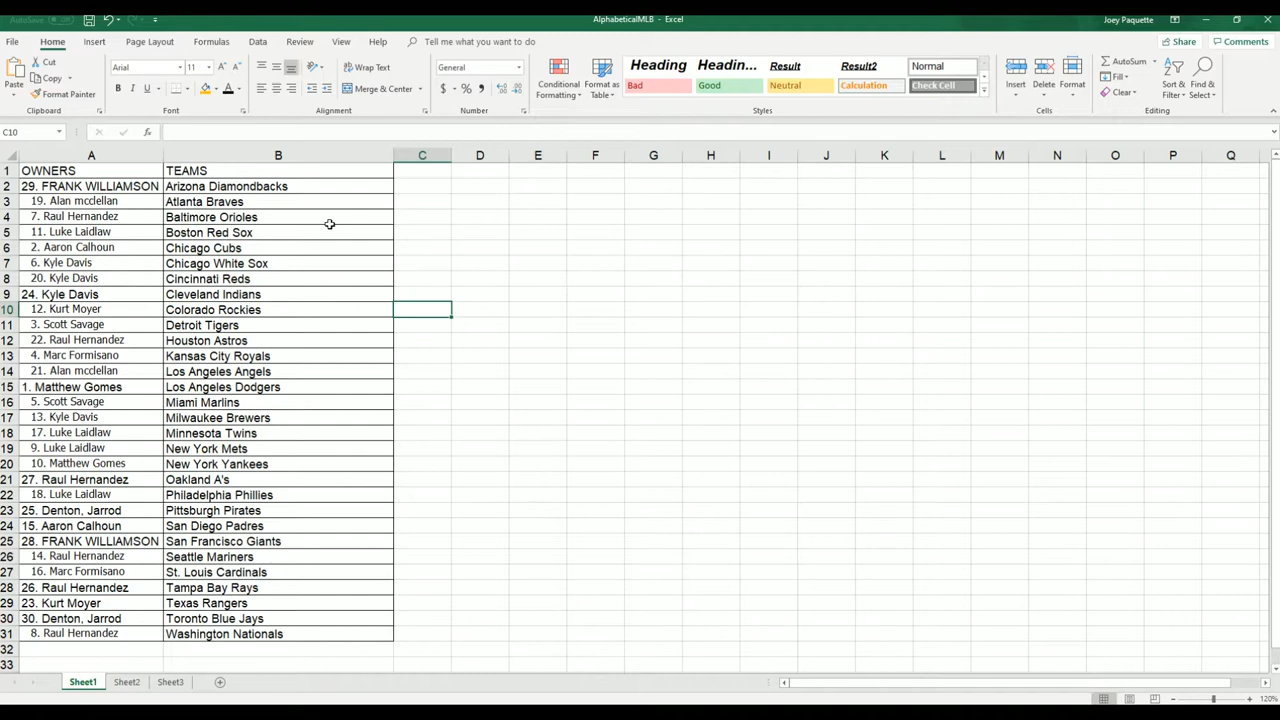 AutoSave
AlphabeticalMLB - Excel
Joey Paquette
File Home Insert Page Layout Formulas Data Review View Help Tell me what you want to do Share Comments
Paste
Cut
Copy
Format Painter
Arial 11
B I U
Wrap Text
Merge & Center
General
$ % ,
Conditional Formatting
Format as Table
Heading Headin... Result Result2 Normal
Bad Good Neutral Calculation Check Cell
Insert Delete Format
AutoSum
Fill
Clear
Sort & Filter
Find & Select
Clipboard Font Alignment Number Styles Cells Editing
C10 fx
A B C D E F G H I J K L M N O P Q
1 OWNERS TEAMS
2 29. FRANK WILLIAMSON Arizona Diamondbacks
3 19. Alan mcclellan Atlanta Braves
4 7. Raul Hernandez Baltimore Orioles
5 11. Luke Laidlaw Boston Red Sox
6 2. Aaron Calhoun Chicago Cubs
7 6. Kyle Davis Chicago White Sox
8 20. Kyle Davis Cincinnati Reds
9 24. Kyle Davis Cleveland Indians
10 12. Kurt Moyer Colorado Rockies
11 3. Scott Savage Detroit Tigers
12 22. Raul Hernandez Houston Astros
13 4. Marc Formisano Kansas City Royals
14 21. Alan mcclellan Los Angeles Angels
15 1. Matthew Gomes Los Angeles Dodgers
16 5. Scott Savage Miami Marlins
17 13. Kyle Davis Milwaukee Brewers
18 17. Luke Laidlaw Minnesota Twins
19 9. Luke Laidlaw New York Mets
20 10. Matthew Gomes New York Yankees
21 27. Raul Hernandez Oakland A's
22 18. Luke Laidlaw Philadelphia Phillies
23 25. Denton, Jarrod Pittsburgh Pirates
24 15. Aaron Calhoun San Diego Padres
25 28. FRANK WILLIAMSON San Francisco Giants
26 14. Raul Hernandez Seattle Mariners
27 16. Marc Formisano St. Louis Cardinals
28 26. Raul Hernandez Tampa Bay Rays
29 23. Kurt Moyer Texas Rangers
30 30. Denton, Jarrod Toronto Blue Jays
31 8. Raul Hernandez Washington Nationals
32
33
Sheet1 Sheet2 Sheet3
120%